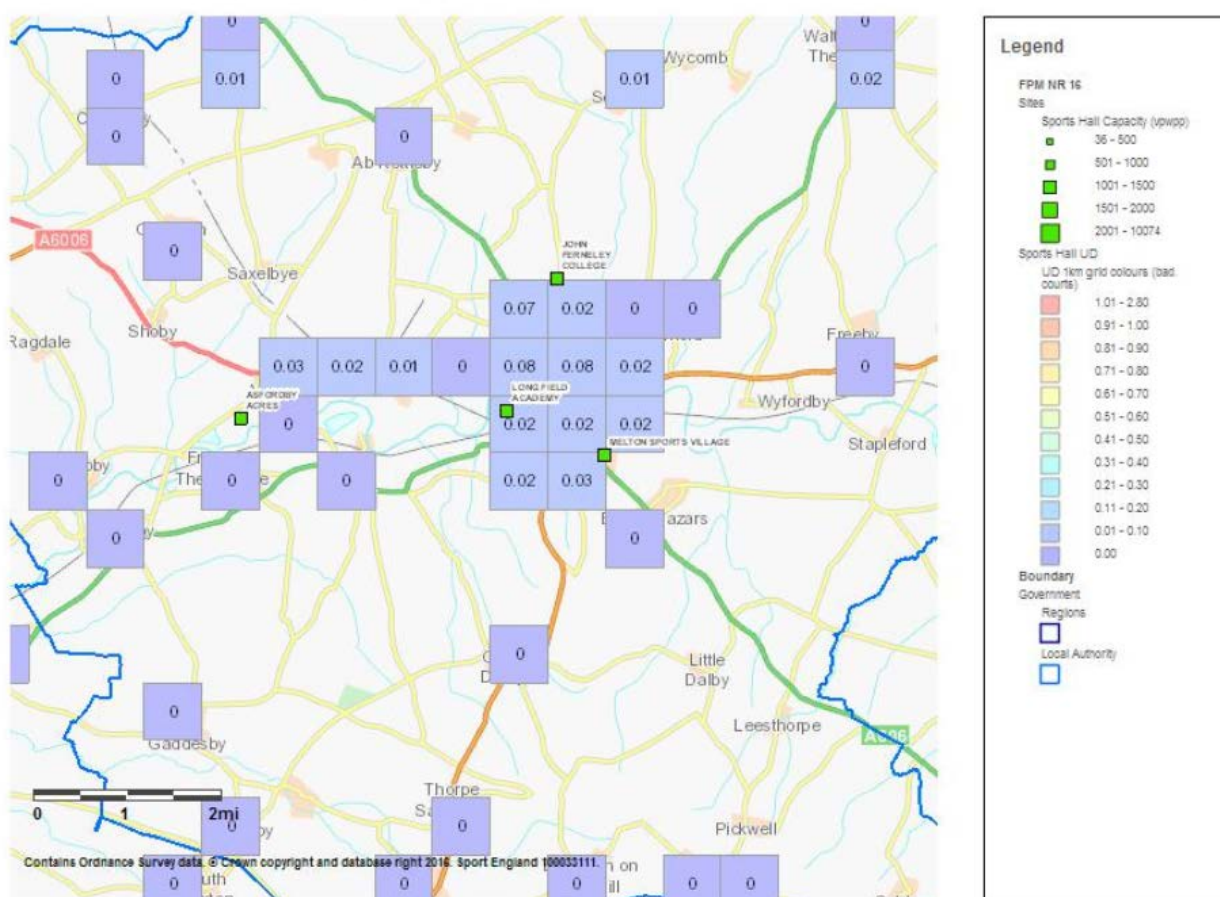 0
0
Wycomb
0
0.01
0.01
0.02
0
0
0
A6006
Saxelbye
JOHN
FERNELEY
COLLEGE
Ragdale
Shoby
0.07
0.02
0
0
Freeby
0.03
0.02
0.01
0
0.08
0.08
0.02
0
ASFORDBY
ACRES
LONG FIELD
ACADEMY
Wyfordby
0
0.02
0.02
0.02
Stapleford
MELTON SPORTS VILLAGE
0
0
0
0.02
0.03
0
0
0
Little
Dalby
0
Gaddesby
Leesthorpe
A606
0
1
2mi
Thorpe
0
0
Pickwell
Contains Ordnance Survey data. © Crown copyright and database right 2016. Sport England 100033111.
0
0
0
0
0
Legend
FPM NR 16
Sites
Sports Hall Capacity (vpwpp)
36 - 500
501 - 1000
1001 - 1500
1501 - 2000
2001 - 10074
Sports Hall UD
UD 1km grid colours (bad.
courts)
1.01 - 2.80
0.91 - 1.00
0.81 - 0.90
0.71 - 0.80
0.61 - 0.70
0.51 - 0.60
0.41 - 0.50
0.31 - 0.40
0.21 - 0.30
0.11 - 0.20
0.01 - 0.10
0.00
Boundary
Government
Regions
Local Authority